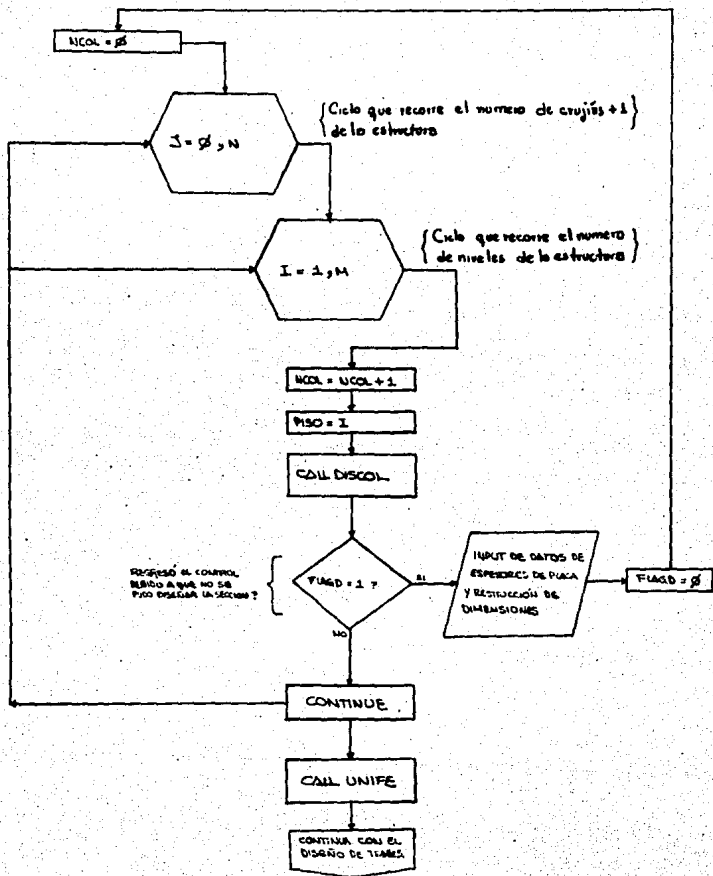 NCOL = Ø
J = Ø, N
{ Ciclo que recorre el numero de crujias + 1 }
de la estructura
I = 1, M
{ Ciclo que recorre el numero }
de niveles de la estructura
NCOL = NCOL + 1
PISO = I
CALL DISCOL
REGRESÓ EL CONTROL
DEBIDO A QUE NO SE
PUDO DISEÑAR LA SECCION ?
FLAGD = 1 ?
SI
INPUT DE DATOS DE
ESPESORES DE PLACA
Y RESTRICCIÓN DE
DIMENSIONES
FLAGD = Ø
NO
CONTINUE
CALL UNIFE
CONTINUA CON EL
DISEÑO DE TRABES